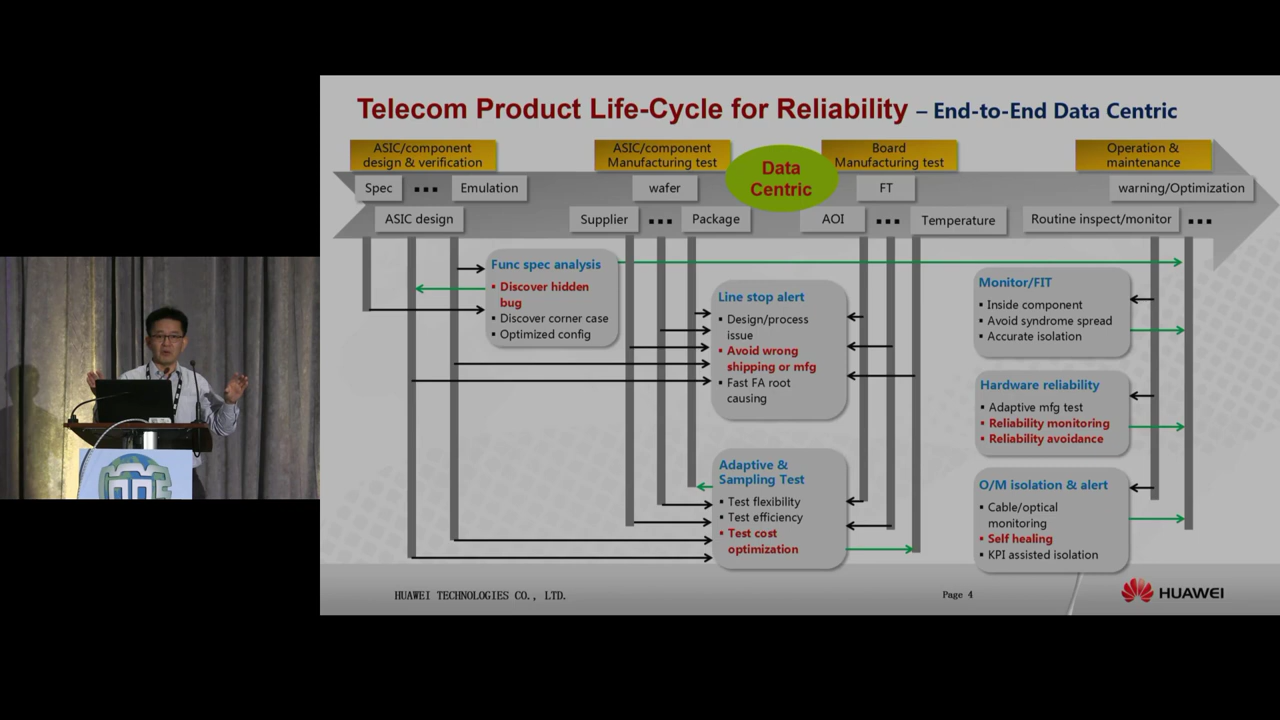 Telecom Product Life-Cycle for Reliability – End-to-End Data Centric
ASIC/component
design & verification
ASIC/component
Manufacturing test
Data
Centric
Board
Manufacturing test
Operation &
maintenance
Spec
Emulation
wafer
FT
warning/Optimization
ASIC design
Supplier
Package
AOI
Temperature
Routine inspect/monitor
Func spec analysis
▪ Discover hidden
bug
▪ Discover corner case
▪ Optimized config
Line stop alert
▪ Design/process
issue
▪ Avoid wrong
shipping or mfg
▪ Fast FA root
causing
Adaptive &
Sampling Test
▪ Test flexibility
▪ Test efficiency
▪ Test cost
optimization
Monitor/FIT
▪ Inside component
▪ Avoid syndrome spread
▪ Accurate isolation
Hardware reliability
▪ Adaptive mfg test
▪ Reliability monitoring
▪ Reliability avoidance
O/M isolation & alert
▪ Cable/optical
monitoring
▪ Self healing
▪ KPI assisted isolation
HUAWEI TECHNOLOGIES CO., LTD.
Page 4
HUAWEI